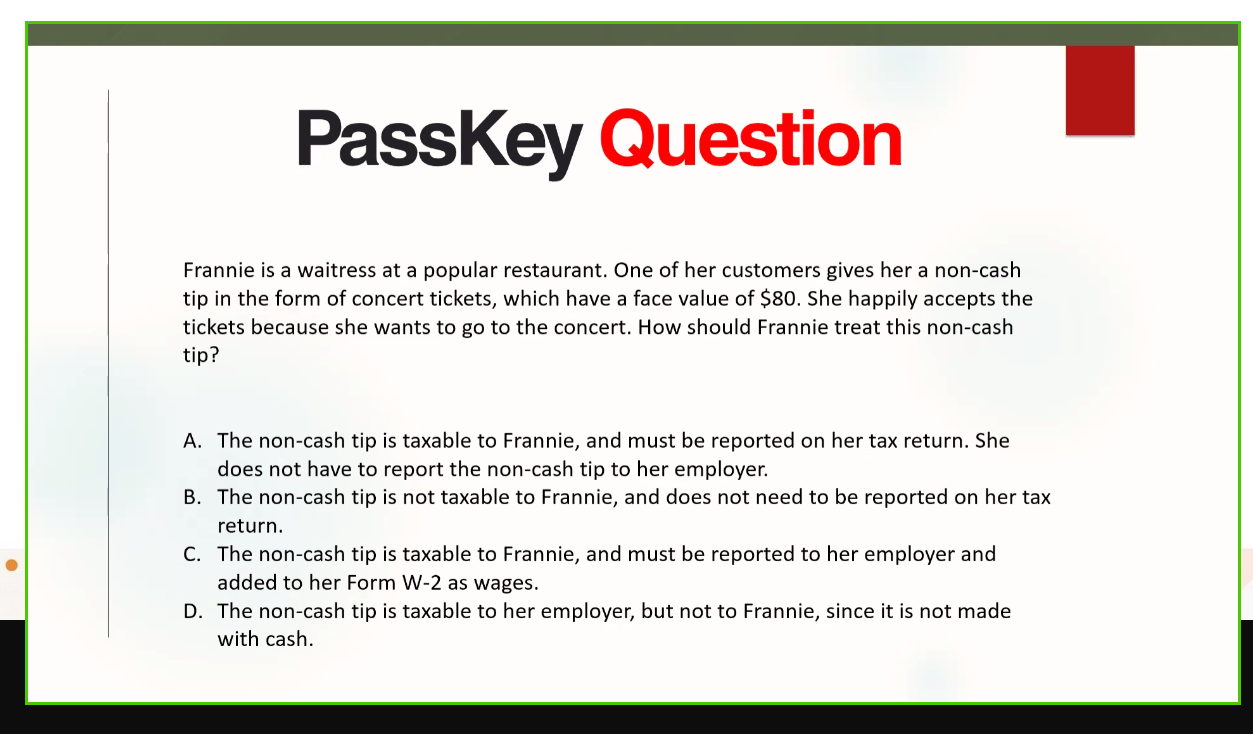 PassKey Question
Frannie is a waitress at a popular restaurant. One of her customers gives her a non-cash
tip in the form of concert tickets, which have a face value of $80. She happily accepts the
tickets because she wants to go to the concert. How should Frannie treat this non-cash
tip?
A. The non-cash tip is taxable to Frannie, and must be reported on her tax return. She
does not have to report the non-cash tip to her employer.
B. The non-cash tip is not taxable to Frannie, and does not need to be reported on her tax
return.
C. The non-cash tip is taxable to Frannie, and must be reported to her employer and
added to her Form W-2 as wages.
D. The non-cash tip is taxable to her employer, but not to Frannie, since it is not made
with cash.